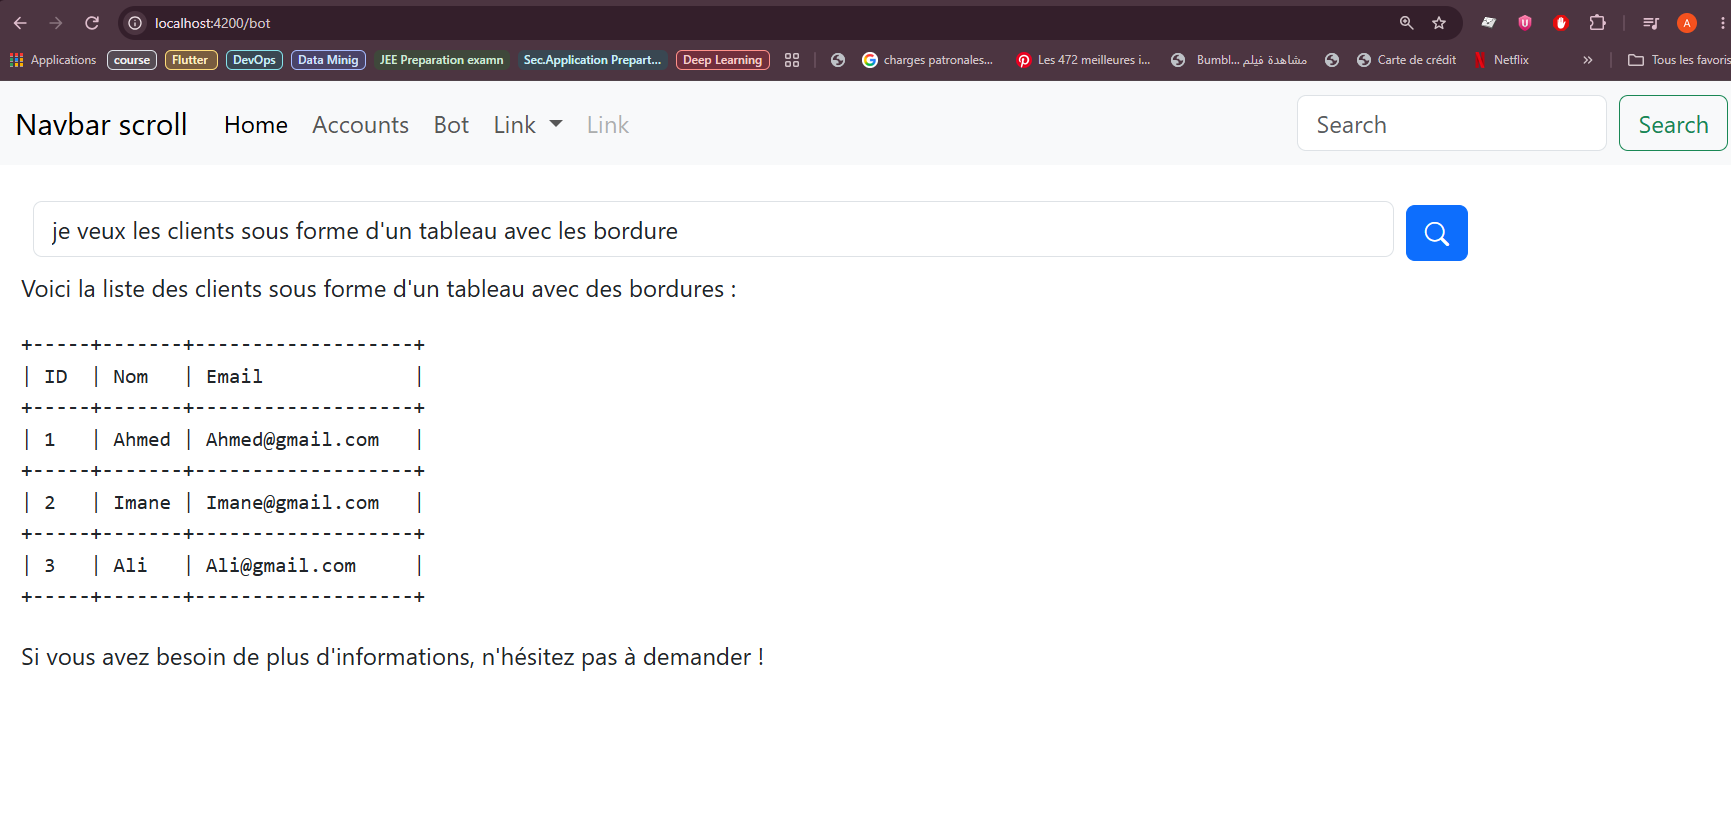 localhost:4200/bot
A
Applications course Flutter DevOps Data Minig JEE Preparation examn Sec.Application Prepart... Deep Learning charges patronales... Les 472 meilleures i... Bumbl... مشاهدة فيلم Carte de crédit Netflix » Tous les favoris
Navbar scroll Home Accounts Bot Link Link Search Search
je veux les clients sous forme d'un tableau avec les bordure
Voici la liste des clients sous forme d'un tableau avec des bordures :
+-----+-------+-------------------+
| ID  | Nom   | Email             |
+-----+-------+-------------------+
| 1   | Ahmed | Ahmed@gmail.com   |
+-----+-------+-------------------+
| 2   | Imane | Imane@gmail.com   |
+-----+-------+-------------------+
| 3   | Ali   | Ali@gmail.com     |
+-----+-------+-------------------+
Si vous avez besoin de plus d'informations, n'hésitez pas à demander !